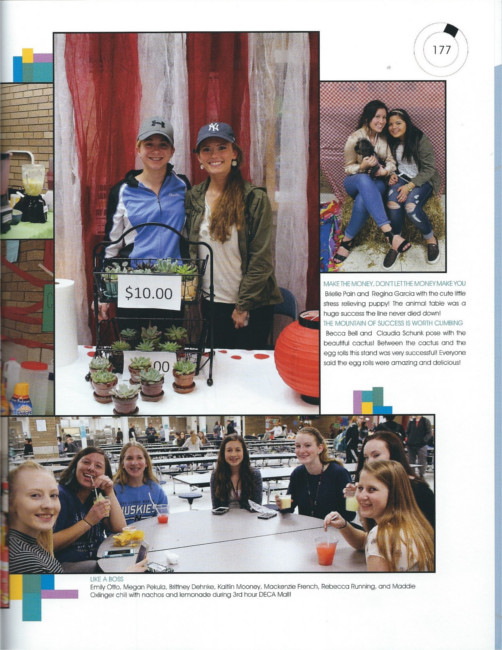 177
$10.00
.00
NY
HUSKIES
MAKE THE MONEY, DON'T LET THE MONEY MAKE YOU
Brielle Pain and Regina Garcia with the cute little
stress relieving puppy! The animal table was a
huge success the line never died down!
THE MOUNTAIN OF SUCCESS IS WORTH CLIMBING
Becca Bell and Claudia Schunk pose with the
beautiful cactus! Between the cactus and the
egg rolls this stand was very successful! Everyone
said the egg rolls were amazing and delicious!
LIKE A BOSS
Emily Otto, Megan Pekula, Brittney Dehnke, Kaitlin Mooney, Mackenzie French, Rebecca Running, and Maddie
Oxlinger chill with nachos and lemonade during 3rd hour DECA Mall!